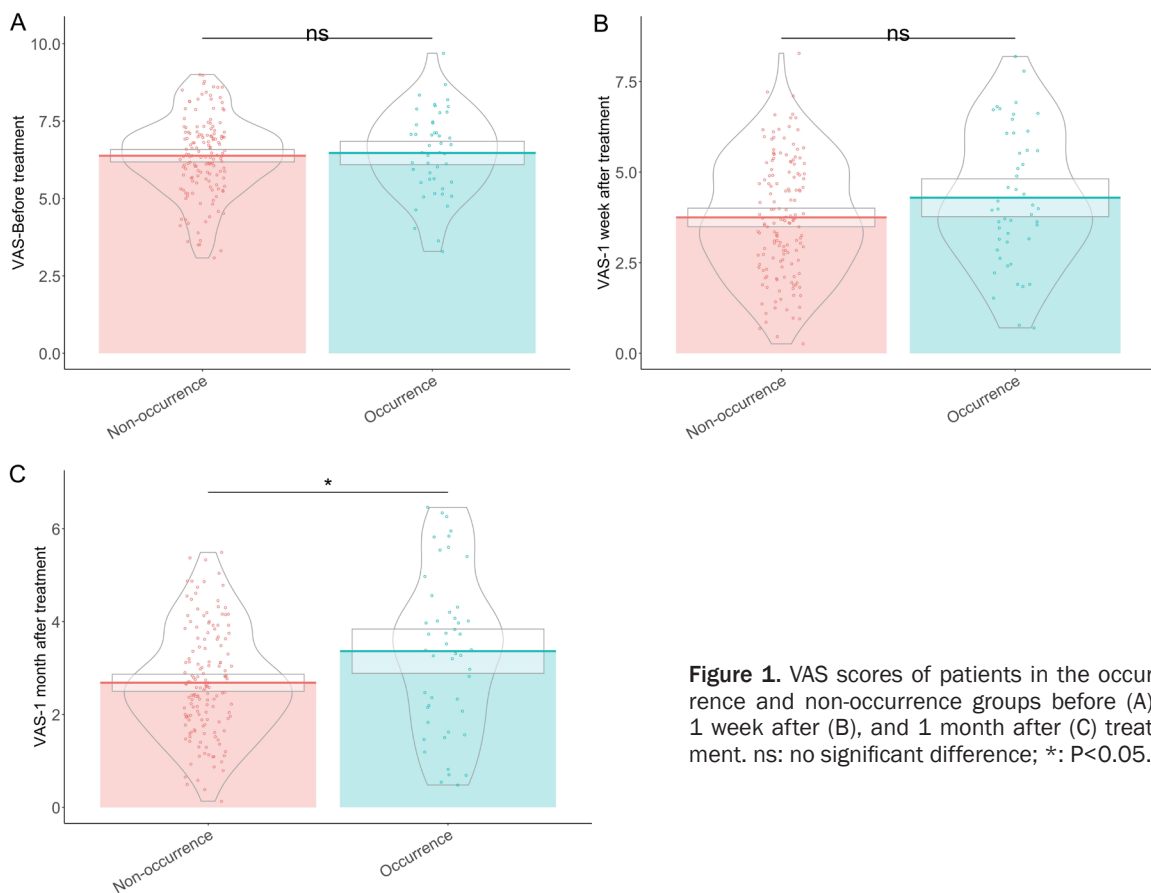 A
ns
10.0
7.5
5.0
2.5
0.0
VAS-Before treatment
Non-occurrence
Occurrence
B
ns
7.5
5.0
2.5
0.0
VAS-1 week after treatment
Non-occurrence
Occurrence
C
*
6
4
2
0
VAS-1 month after treatment
Non-occurrence
Occurrence
Figure 1. VAS scores of patients in the occur
rence and non-occurrence groups before (A)
1 week after (B), and 1 month after (C) treat
ment. ns: no significant difference; *: P<0.05.